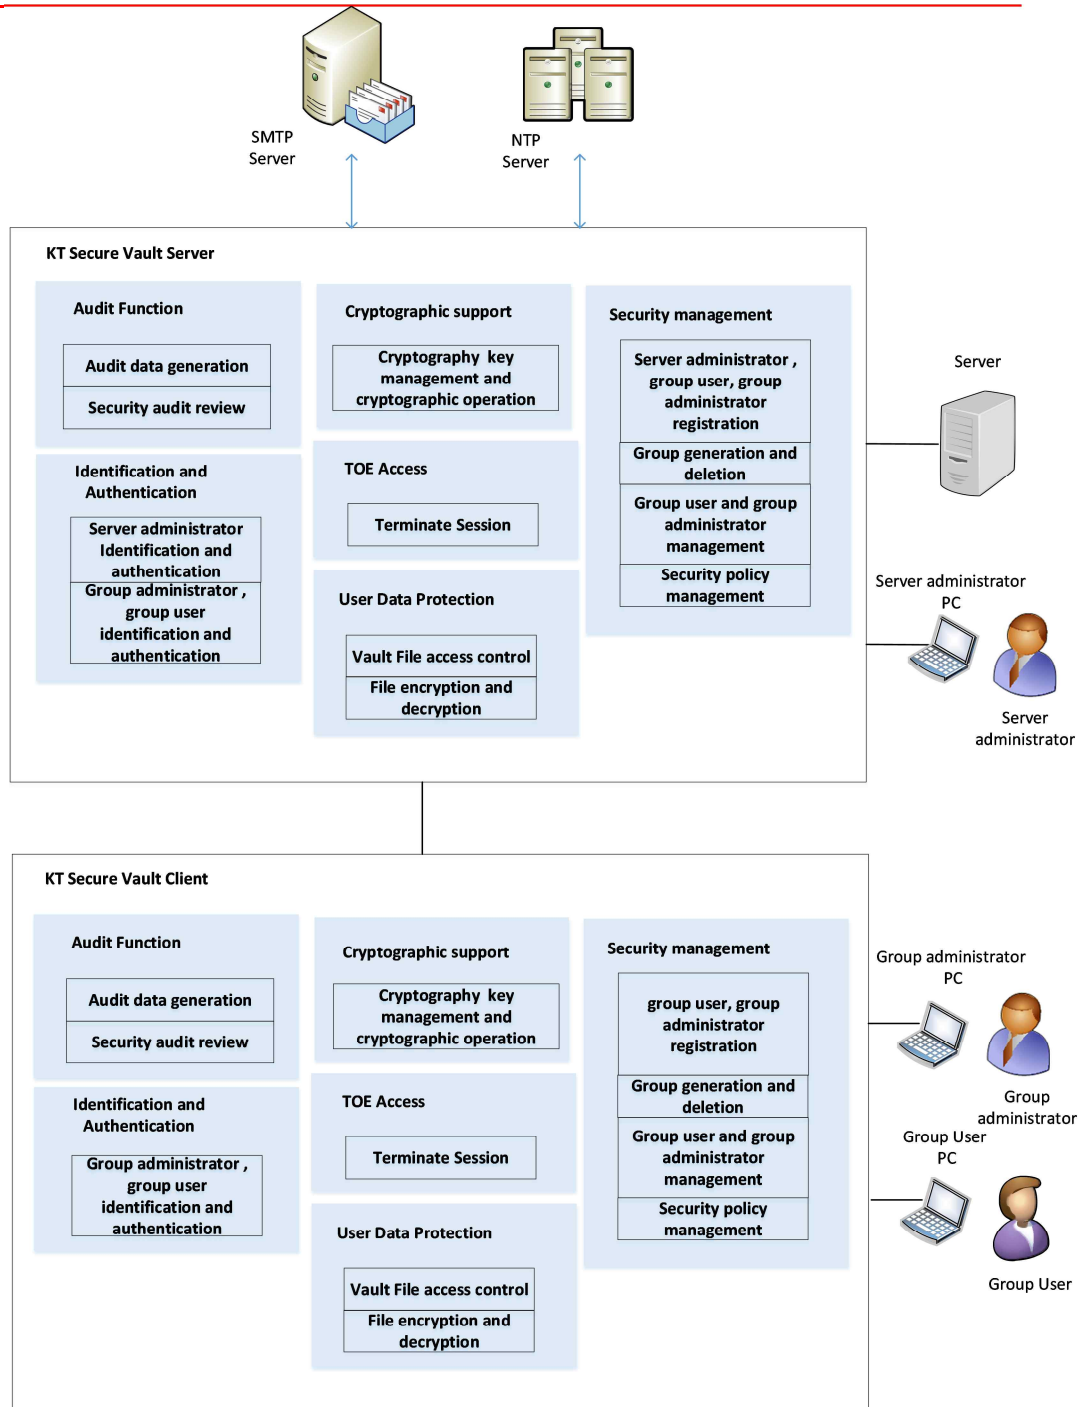 SMTP
Server
NTP
Server
KT Secure Vault Server
Audit Function
Audit data generation
Security audit review
Identification and
Authentication
Server administrator
Identification and
authentication
Group administrator ,
group user
identification and
authentication
Cryptographic support
Cryptography key
management and
cryptographic operation
TOE Access
Terminate Session
User Data Protection
Vault File access control
File encryption and
decryption
Security management
Server administrator ,
group user, group
administrator
registration
Group generation and
deletion
Group user and group
administrator
management
Security policy
management
Server
Server administrator
PC
Server
administrator
KT Secure Vault Client
Audit Function
Audit data generation
Security audit review
Identification and
Authentication
Group administrator ,
group user
identification and
authentication
Cryptographic support
Cryptography key
management and
cryptographic operation
TOE Access
Terminate Session
User Data Protection
Vault File access control
File encryption and
decryption
Security management
group user, group
administrator
registration
Group generation and
deletion
Group user and group
administrator
management
Security policy
management
Group administrator
PC
Group
administrator
Group User
PC
Group User